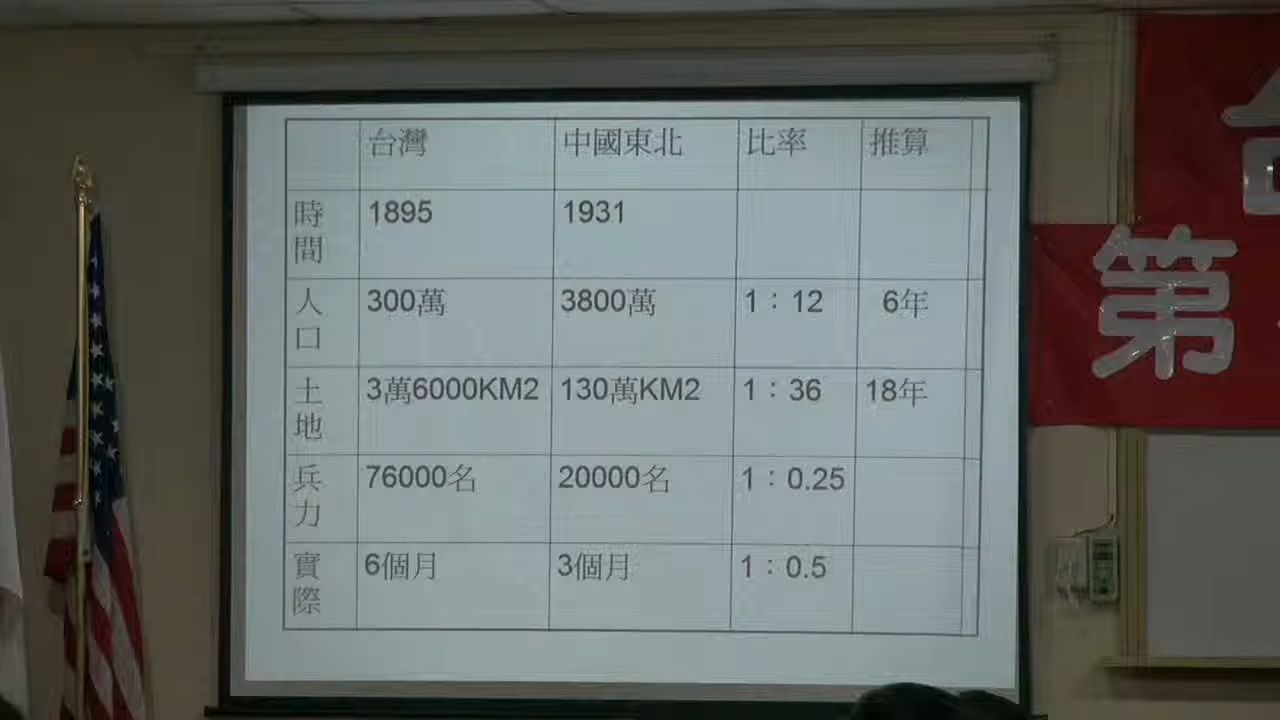 台灣 中國東北 比率 推算
時間 1895 1931
人口 300萬 3800萬 1：12 6年
土地 3萬6000KM2 130萬KM2 1：36 18年
兵力 76000名 20000名 1：0.25
實際 6個月 3個月 1：0.5
第